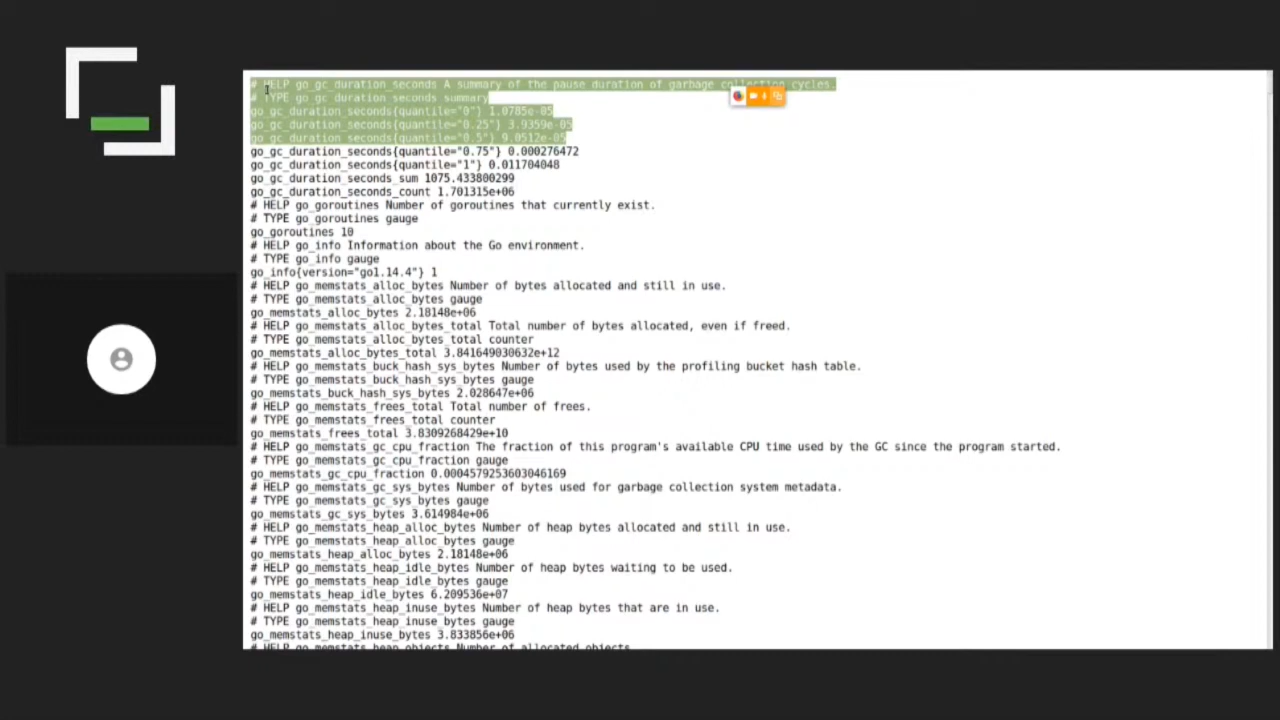 # HELP go_gc_duration_seconds A summary of the pause duration of garbage collection cycles.
# TYPE go_gc_duration_seconds summary
go_gc_duration_seconds{quantile="0"} 1.0785e-05
go_gc_duration_seconds{quantile="0.25"} 3.9359e-05
go_gc_duration_seconds{quantile="0.5"} 9.0512e-05
go_gc_duration_seconds{quantile="0.75"} 0.000276472
go_gc_duration_seconds{quantile="1"} 0.011704048
go_gc_duration_seconds_sum 1075.433800299
go_gc_duration_seconds_count 1.701315e+06
# HELP go_goroutines Number of goroutines that currently exist.
# TYPE go_goroutines gauge
go_goroutines 10
# HELP go_info Information about the Go environment.
# TYPE go_info gauge
go_info{version="go1.14.4"} 1
# HELP go_memstats_alloc_bytes Number of bytes allocated and still in use.
# TYPE go_memstats_alloc_bytes gauge
go_memstats_alloc_bytes 2.18148e+06
# HELP go_memstats_alloc_bytes_total Total number of bytes allocated, even if freed.
# TYPE go_memstats_alloc_bytes_total counter
go_memstats_alloc_bytes_total 3.841649030632e+12
# HELP go_memstats_buck_hash_sys_bytes Number of bytes used by the profiling bucket hash table.
# TYPE go_memstats_buck_hash_sys_bytes gauge
go_memstats_buck_hash_sys_bytes 2.028647e+06
# HELP go_memstats_frees_total Total number of frees.
# TYPE go_memstats_frees_total counter
go_memstats_frees_total 3.8309268429e+10
# HELP go_memstats_gc_cpu_fraction The fraction of this program's available CPU time used by the GC since the program started.
# TYPE go_memstats_gc_cpu_fraction gauge
go_memstats_gc_cpu_fraction 0.0004579253603046169
# HELP go_memstats_gc_sys_bytes Number of bytes used for garbage collection system metadata.
# TYPE go_memstats_gc_sys_bytes gauge
go_memstats_gc_sys_bytes 3.614984e+06
# HELP go_memstats_heap_alloc_bytes Number of heap bytes allocated and still in use.
# TYPE go_memstats_heap_alloc_bytes gauge
go_memstats_heap_alloc_bytes 2.18148e+06
# HELP go_memstats_heap_idle_bytes Number of heap bytes waiting to be used.
# TYPE go_memstats_heap_idle_bytes gauge
go_memstats_heap_idle_bytes 6.209536e+07
# HELP go_memstats_heap_inuse_bytes Number of heap bytes that are in use.
# TYPE go_memstats_heap_inuse_bytes gauge
go_memstats_heap_inuse_bytes 3.833856e+06
# HELP go_memstats_heap_objects Number of allocated objects